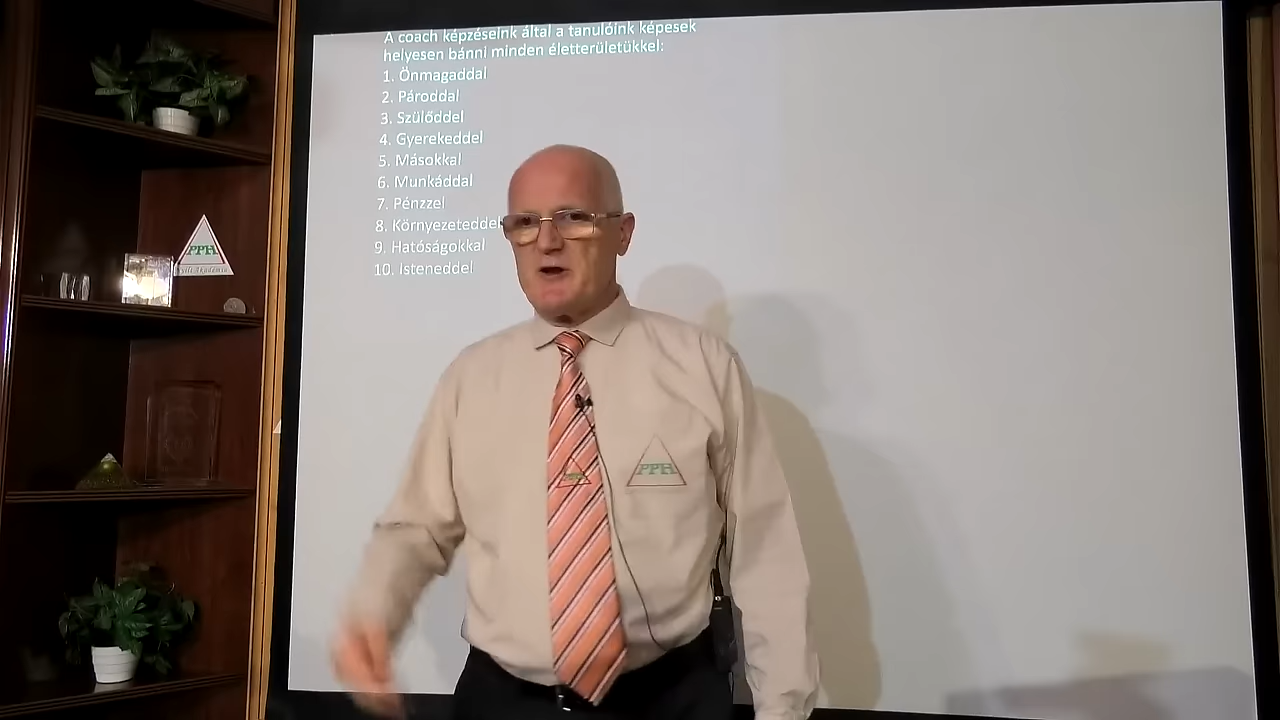 A coach képzéseink által a tanulóink képesek
helyesen bánni minden életterületükkel:
1. Önmagaddal
2. Pároddal
3. Szülőddel
4. Gyerekeddel
5. Másokkal
6. Munkáddal
7. Pénzzel
8. Környezeteddel
9. Hatóságokkal
10. Isteneddel
PPH
PPH
PPH